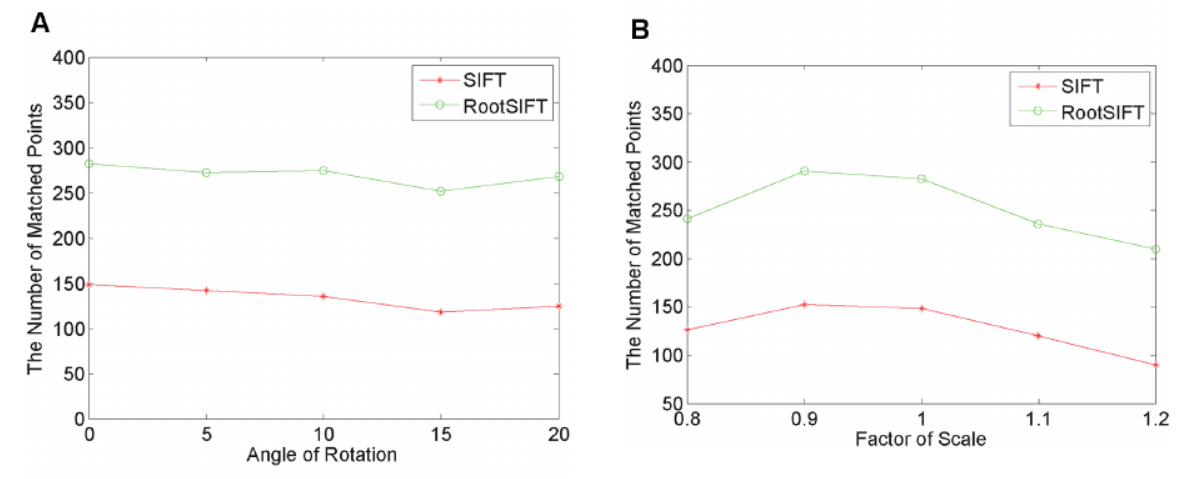 A
400
350
300
250
200
150
100
50
0
0 5 10 15 20
The Number of Matched Points
Angle of Rotation
SIFT
RootSIFT
B
400
350
300
250
200
150
100
50
0.8 0.9 1 1.1 1.2
The Number of Matched Points
Factor of Scale
SIFT
RootSIFT